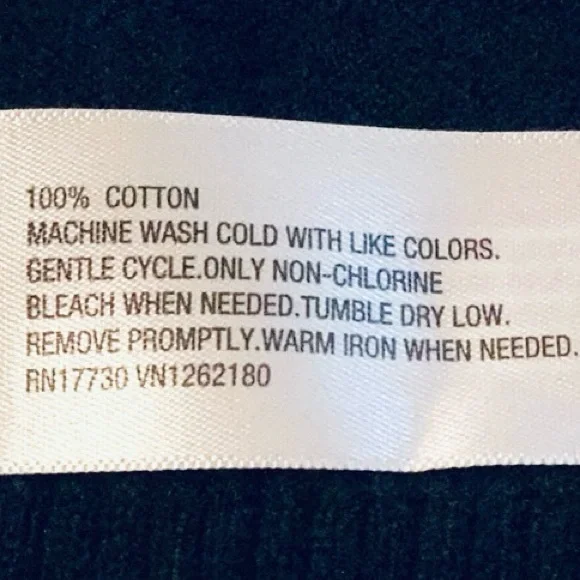 100% COTTON
MACHINE WASH COLD WITH LIKE COLORS.
GENTLE CYCLE.ONLY NON-CHLORINE
BLEACH WHEN NEEDED.TUMBLE DRY LOW.
REMOVE PROMPTLY.WARM IRON WHEN NEEDED.
RN17730 VN1262180